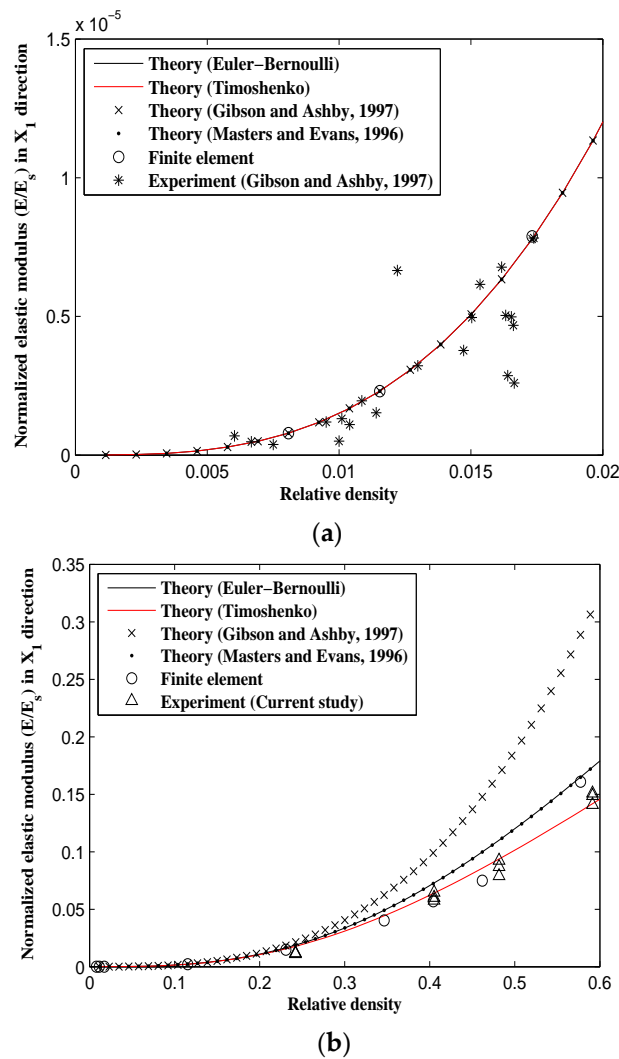 × 10⁻⁵
1.5
1
0.5
0
Normalized elastic modulus (E/Eₛ) in X₁ direction
Theory (Euler−Bernoulli)
Theory (Timoshenko)
Theory (Gibson and Ashby, 1997)
Theory (Masters and Evans, 1996)
Finite element
Experiment (Gibson and Ashby, 1997)
0 0.005 0.01 0.015 0.02
Relative density
(a)
0.35
0.3
0.25
0.2
0.15
0.1
0.05
0
Normalized elastic modulus (E/Eₛ) in X₁ direction
Theory (Euler−Bernoulli)
Theory (Timoshenko)
Theory (Gibson and Ashby, 1997)
Theory (Masters and Evans, 1996)
Finite element
Experiment (Current study)
0 0.1 0.2 0.3 0.4 0.5 0.6
Relative density
(b)